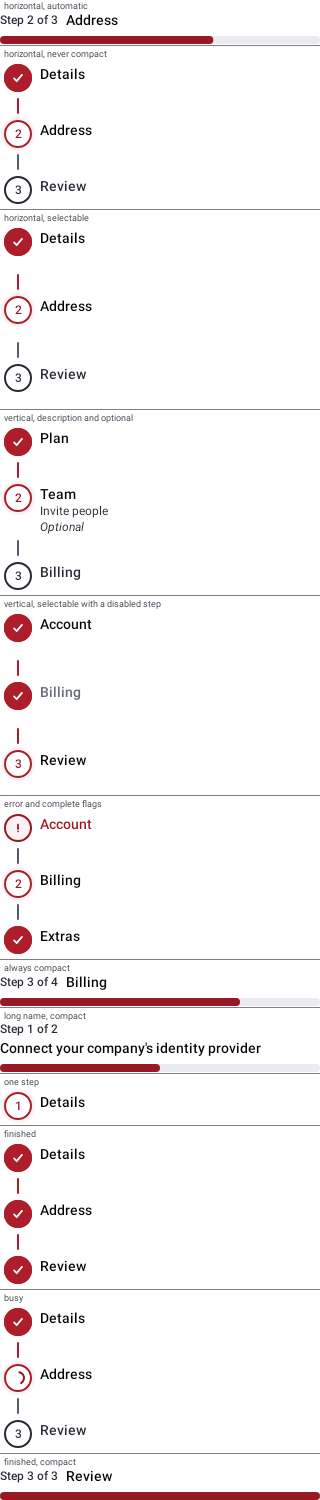 horizontal, automatic
Step 2 of 3 Address
horizontal, never compact
Details
2 Address
3 Review
horizontal, selectable
Details
2 Address
3 Review
vertical, description and optional
Plan
2 Team
Invite people
Optional
3 Billing
vertical, selectable with a disabled step
Account
Billing
3 Review
error and complete flags
! Account
2 Billing
Extras
always compact
Step 3 of 4 Billing
long name, compact
Step 1 of 2
Connect your company's identity provider
one step
1 Details
finished
Details
Address
Review
busy
Details
Address
3 Review
finished, compact
Step 3 of 3 Review